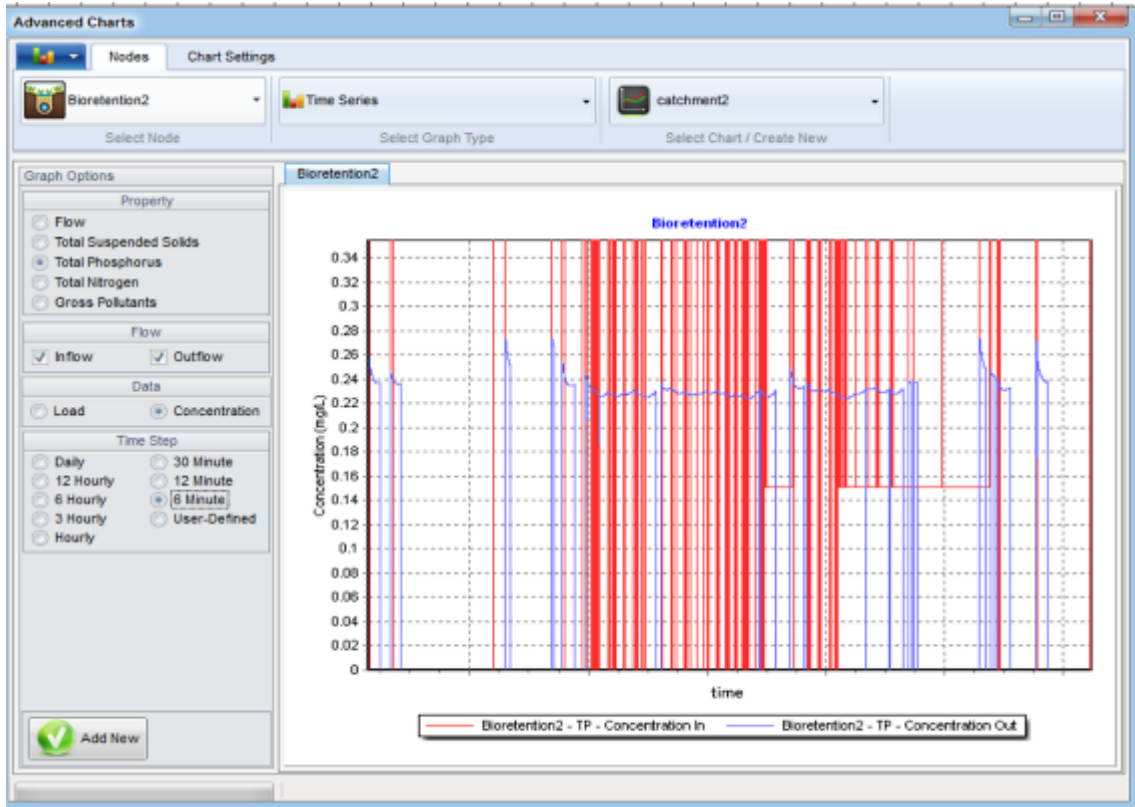 Advanced Charts
Nodes Chart Settings
Bioretention2 Time Series catchment2
Select Node Select Graph Type Select Chart / Create New
Graph Options
Property
Flow
Total Suspended Solids
Total Phosphorus
Total Nitrogen
Gross Pollutants
Flow
Inflow Outflow
Data
Load Concentration
Time Step
Daily 30 Minute
12 Hourly 12 Minute
6 Hourly 6 Minute
3 Hourly User-Defined
Hourly
Add New
Bioretention2
Bioretention2
Concentration (mg/L)
0.34
0.32
0.3
0.28
0.26
0.24
0.22
0.2
0.18
0.16
0.14
0.12
0.1
0.08
0.06
0.04
0.02
0
time
Bioretention2 - TP - Concentration In Bioretention2 - TP - Concentration Out